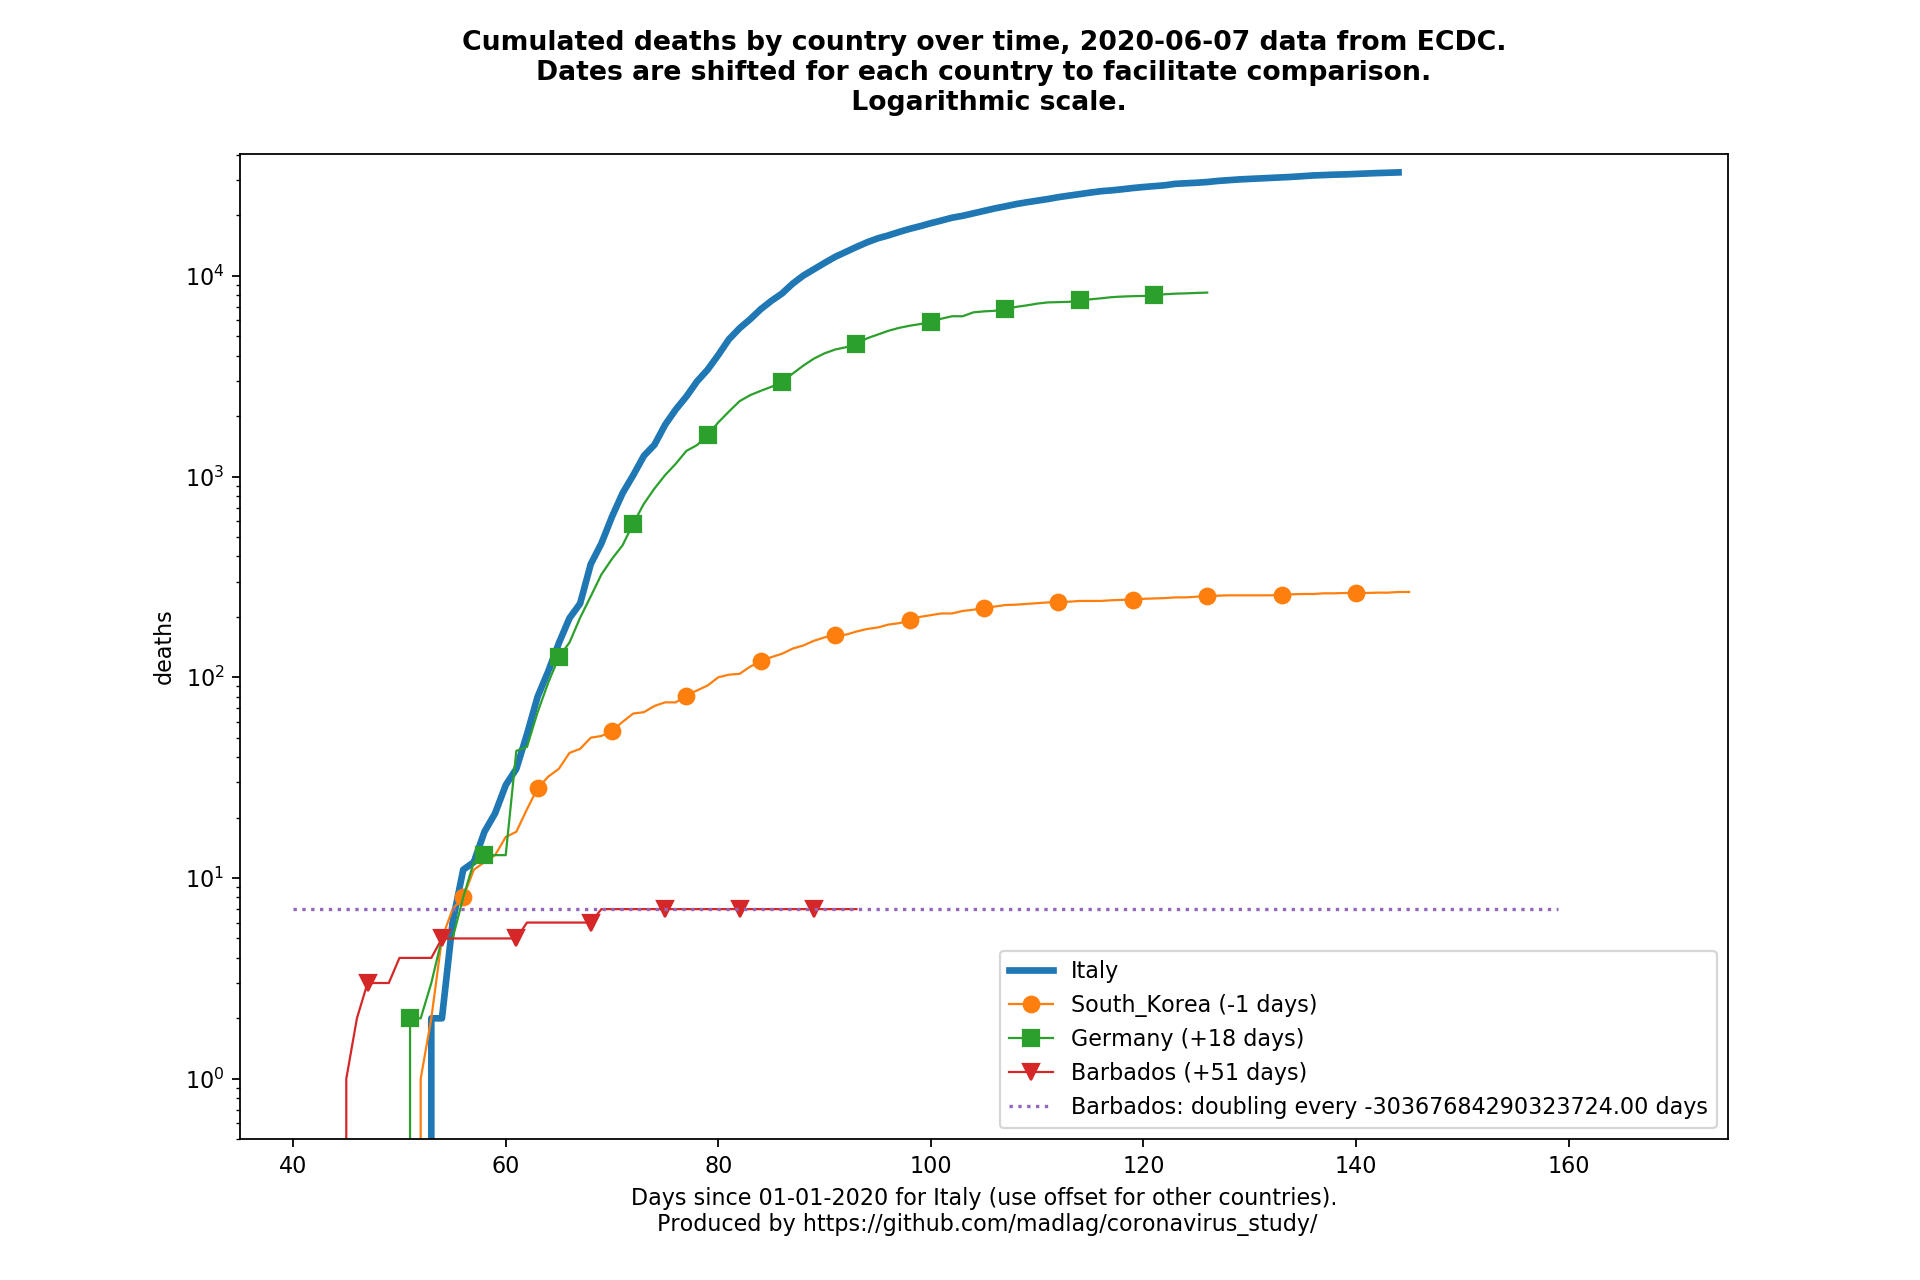 Cumulated deaths by country over time, 2020-06-07 data from ECDC.
Dates are shifted for each country to facilitate comparison.
Logarithmic scale.
10^4
10^3
10^2
10^1
10^0
deaths
Italy
South_Korea (-1 days)
Germany (+18 days)
Barbados (+51 days)
Barbados: doubling every -30367684290323724.00 days
40 60 80 100 120 140 160
Days since 01-01-2020 for Italy (use offset for other countries).
Produced by https://github.com/madlag/coronavirus_study/